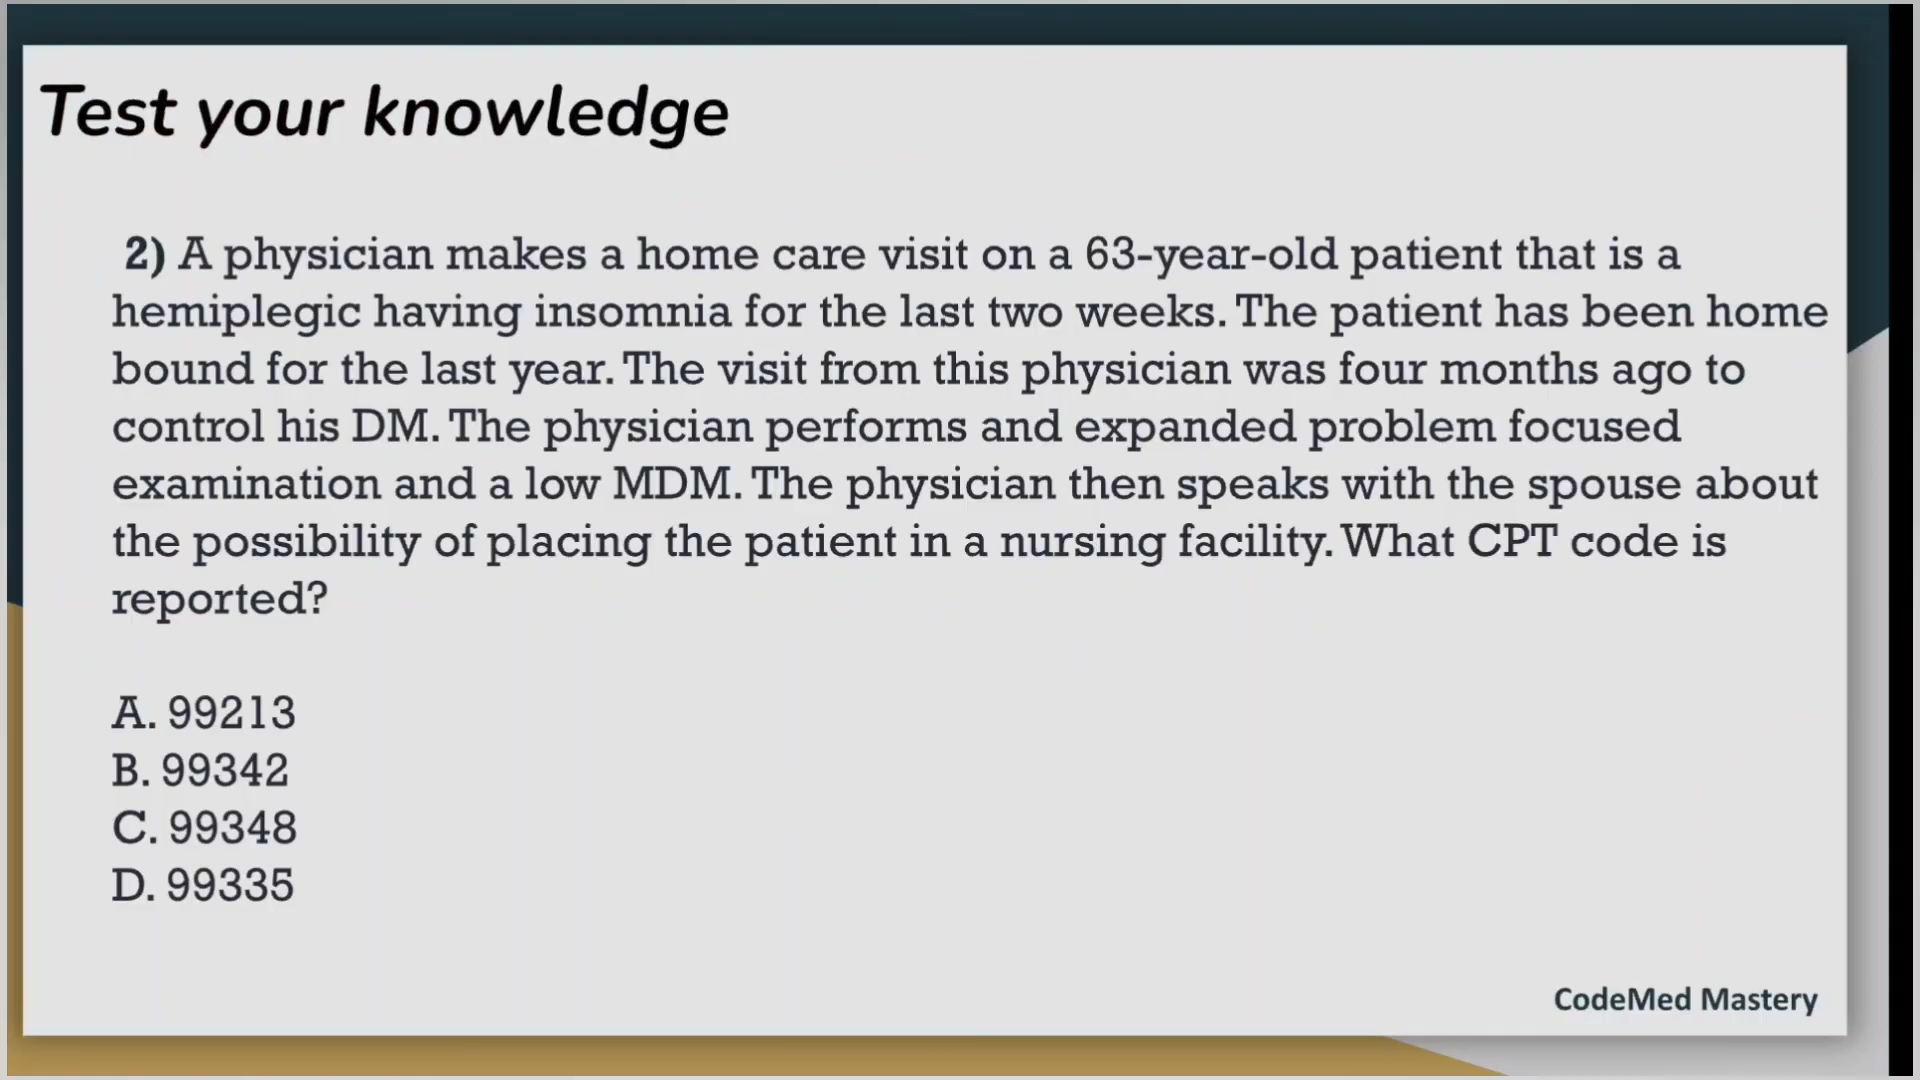 Test your knowledge
2) A physician makes a home care visit on a 63-year-old patient that is a
hemiplegic having insomnia for the last two weeks. The patient has been home
bound for the last year. The visit from this physician was four months ago to
control his DM. The physician performs and expanded problem focused
examination and a low MDM. The physician then speaks with the spouse about
the possibility of placing the patient in a nursing facility. What CPT code is
reported?
A. 99213
B. 99342
C. 99348
D. 99335
CodeMed Mastery